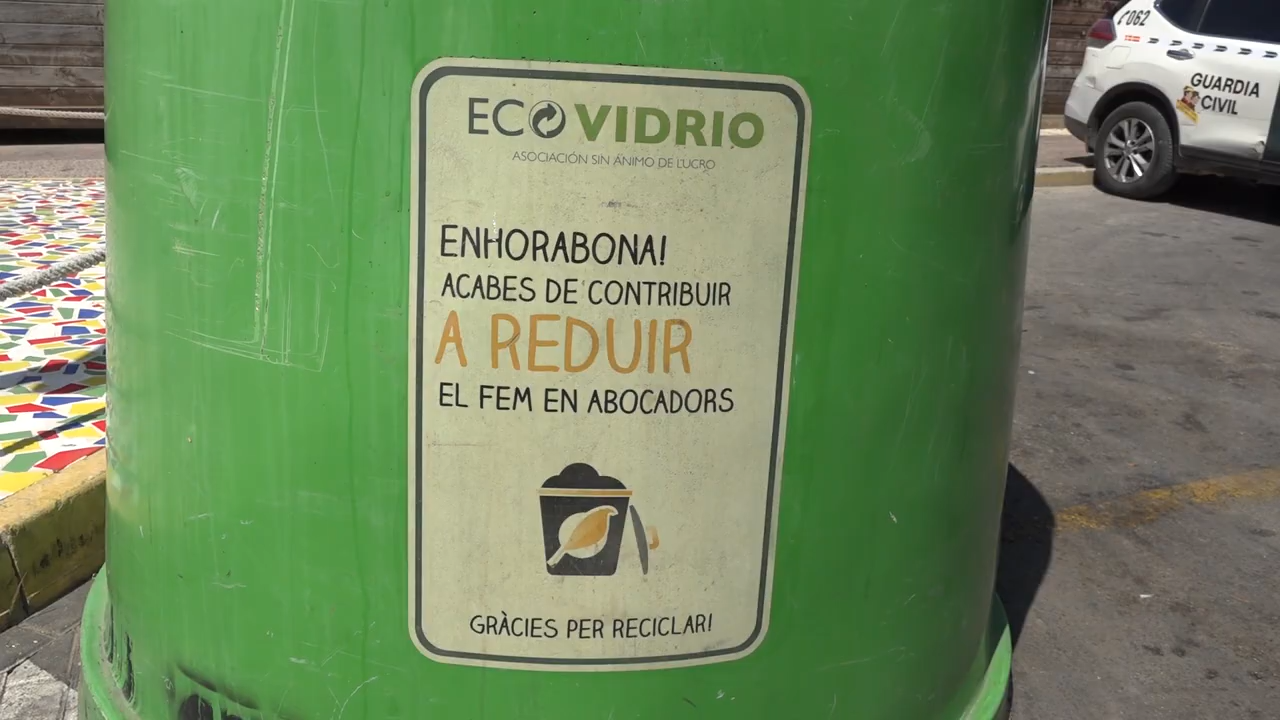 ECOVIDRIO
ASOCIACIÓN SIN ÁNIMO DE LUCRO
ENHORABONA!
ACABES DE CONTRIBUIR
A REDUIR
EL FEM EN ABOCADORS
GRÀCIES PER RECICLAR!
062
GUARDIA
CIVIL